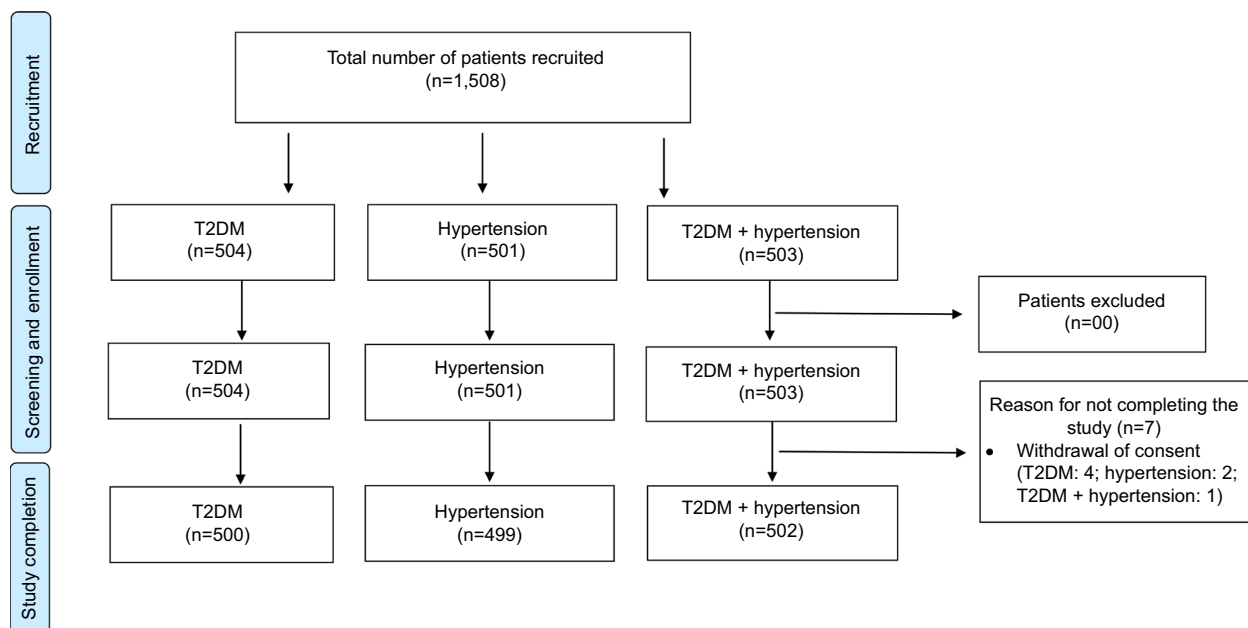 Recruitment
Total number of patients recruited
(n=1,508)
Screening and enrollment
T2DM
(n=504)
Hypertension
(n=501)
T2DM + hypertension
(n=503)
Patients excluded
(n=00)
T2DM
(n=504)
Hypertension
(n=501)
T2DM + hypertension
(n=503)
Reason for not completing the
study (n=7)
• Withdrawal of consent
(T2DM: 4; hypertension: 2;
T2DM + hypertension: 1)
Study completion
T2DM
(n=500)
Hypertension
(n=499)
T2DM + hypertension
(n=502)